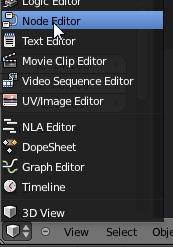 Logic Editor
Node Editor
Text Editor
Movie Clip Editor
Video Sequence Editor
UV/Image Editor
NLA Editor
DopeSheet
Graph Editor
Timeline
3D View
View Select Obje